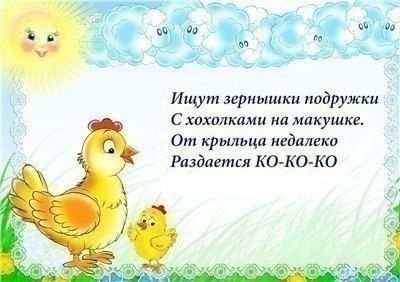 Ищут зернышки подружки
С хохолками на макушке.
От крыльца недалеко
Раздается КО-КО-КО